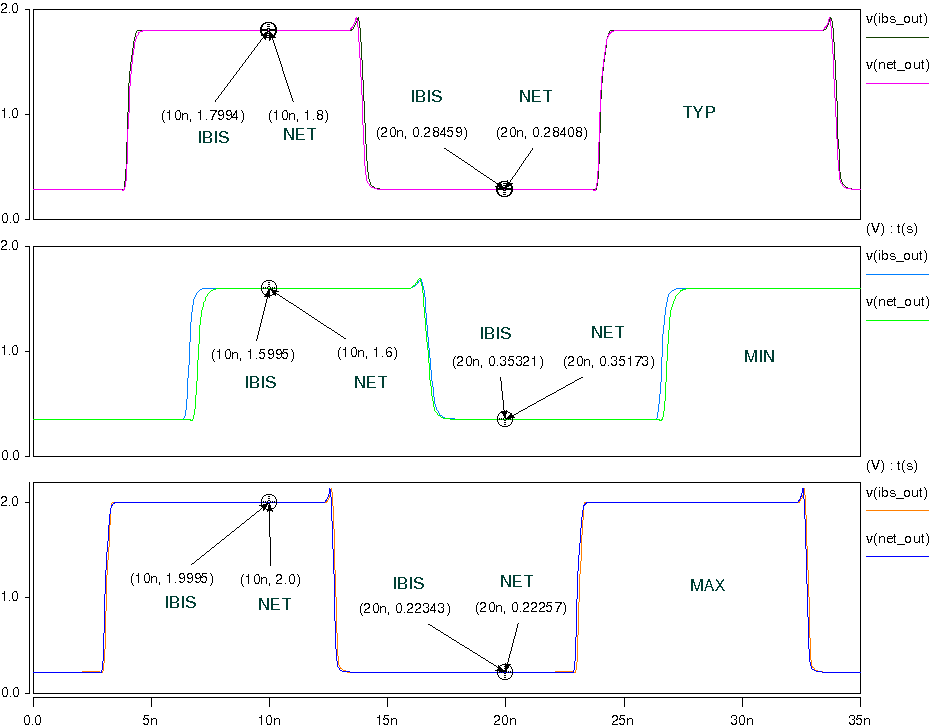 2.0
v(ibs_out)
v(net_out)
IBIS NET
TYP
(10n, 1.7994) (10n, 1.8)
1.0
(20n, 0.28459) (20n, 0.28408)
IBIS NET
0.0
(V) : t(s)
2.0
v(ibs_out)
v(net_out)
IBIS NET
1.0
(10n, 1.5995) (10n, 1.6)
(20n, 0.35321) (20n, 0.35173)
MIN
IBIS NET
0.0
(V) : t(s)
v(ibs_out)
2.0
v(net_out)
(10n, 1.9995) (10n, 2.0)
IBIS NET
MAX
1.0
IBIS NET
(20n, 0.22343) (20n, 0.22257)
0.0
0.0 5n 10n 15n 20n 25n 30n 35n